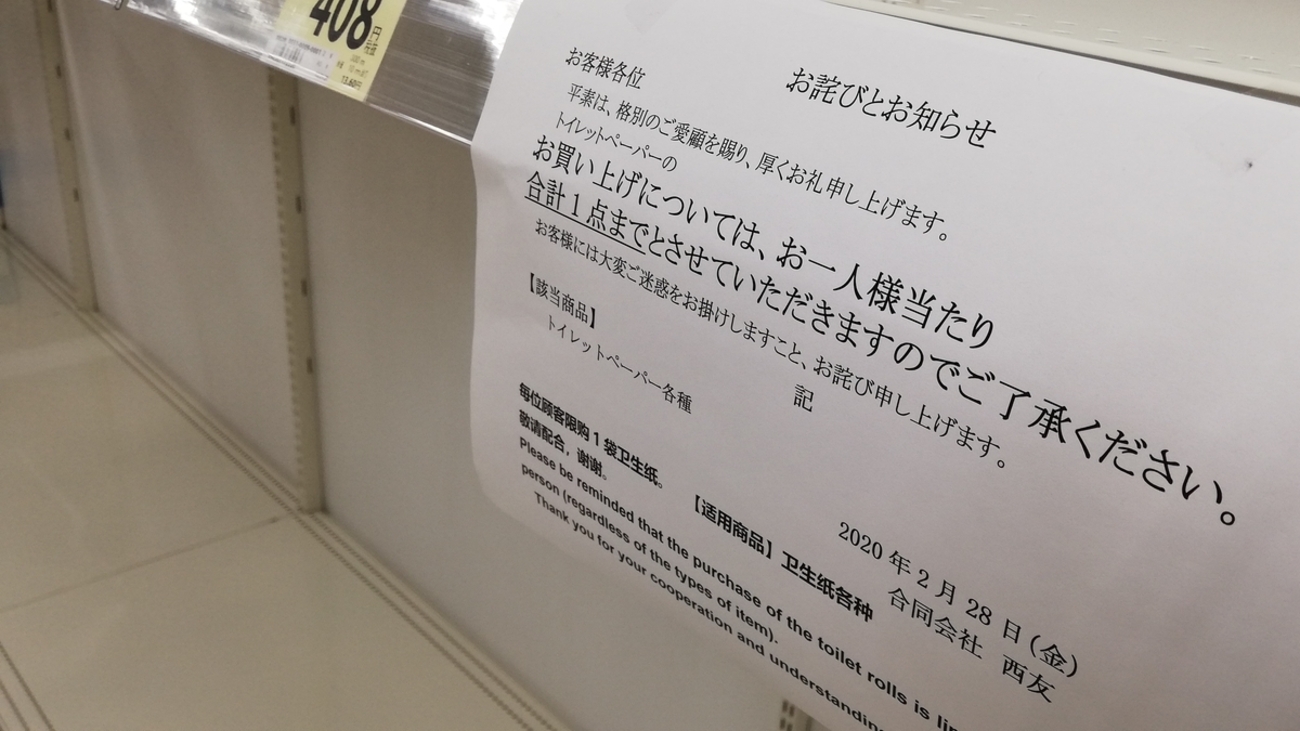 408
円
お詫びとお知らせ
お客様各位
平素は、格別のご愛顧を賜り、厚くお礼申し上げます。
トイレットペーパーの
お買い上げについては、お一人様当たり
合計1点までとさせていただきますのでご了承ください。
お客様には大変ご迷惑をお掛けしますこと、お詫び申し上げます。
記
【該当商品】
トイレットペーパー各種
2020年2月28日(金)
合同会社 西友
每位顾客限购1袋卫生纸。 【适用商品】卫生纸各种
敬请配合，谢谢。
Please be reminded that the purchase of the toilet rolls is
person (regardless of the types of item).
Thank you for your cooperation and understanding